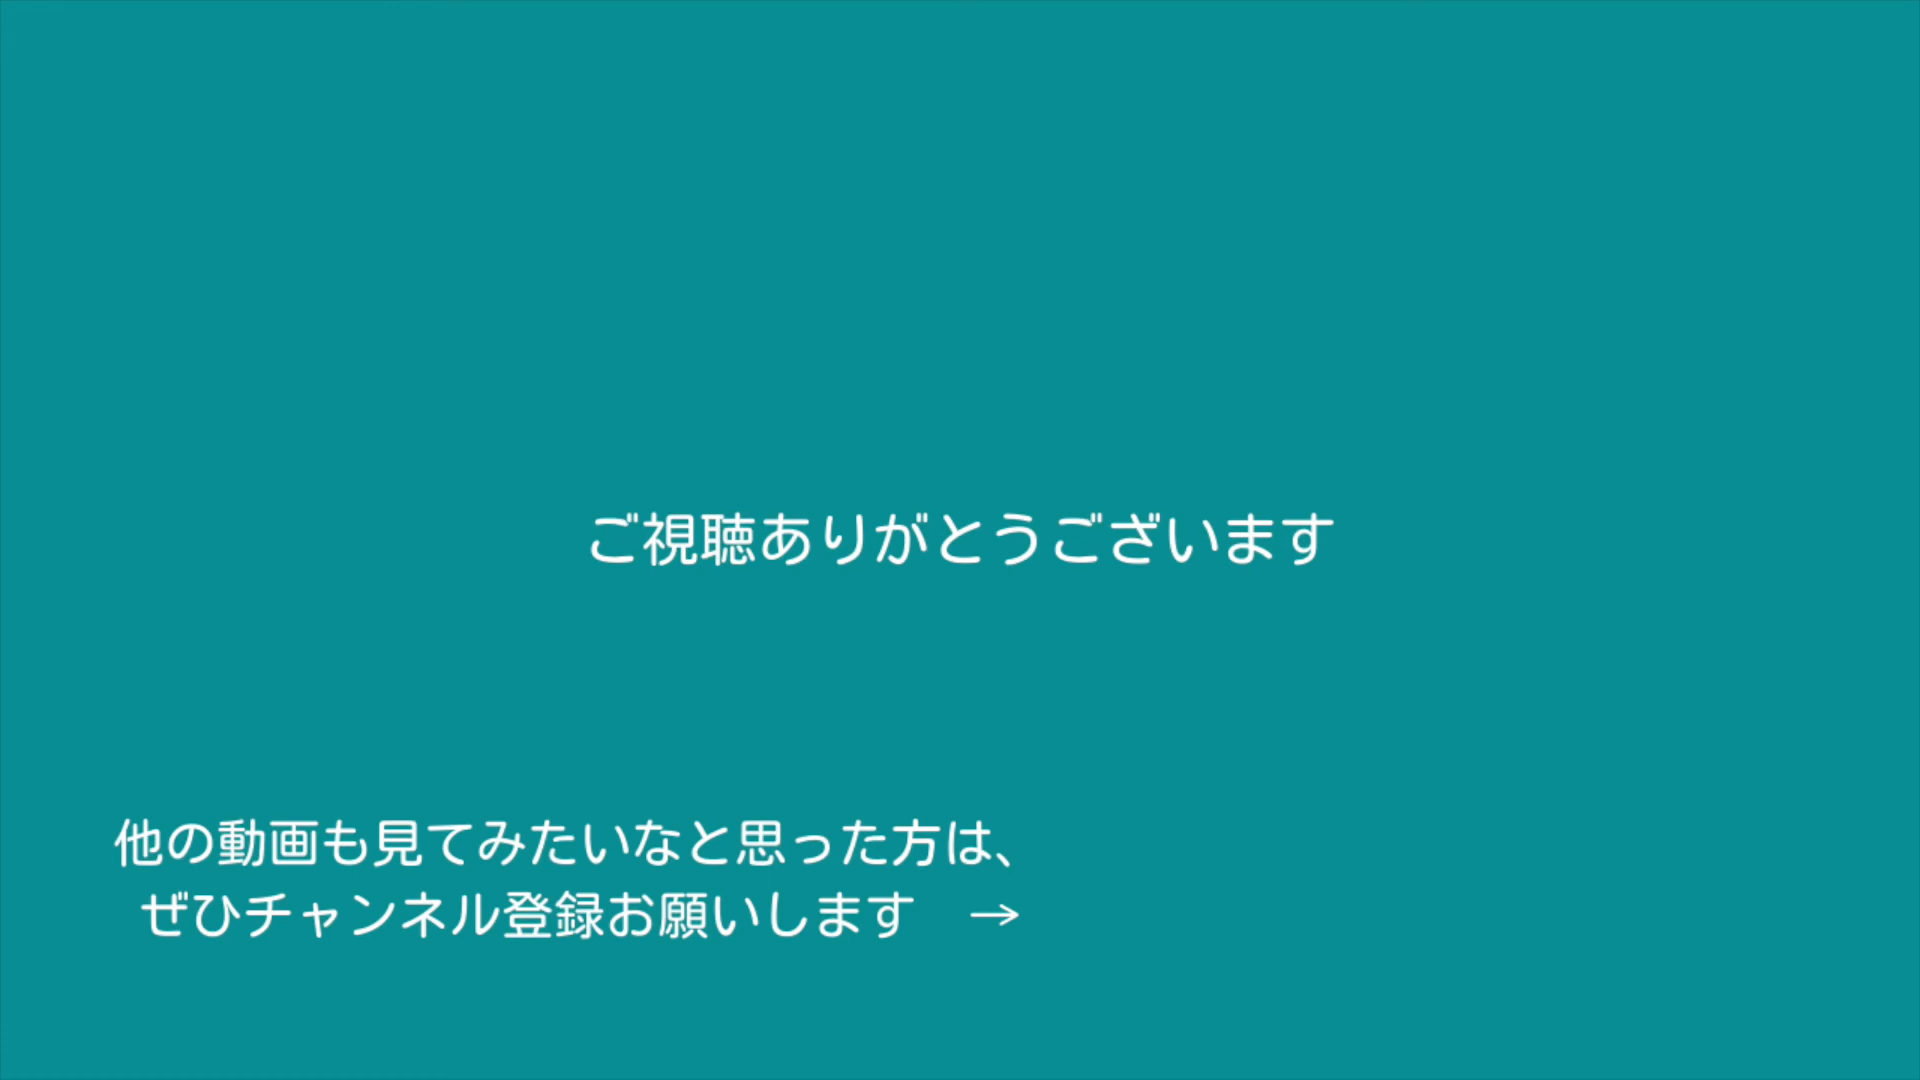 ご視聴ありがとうございます
他の動画も見てみたいなと思った方は、
ぜひチャンネル登録お願いします　→